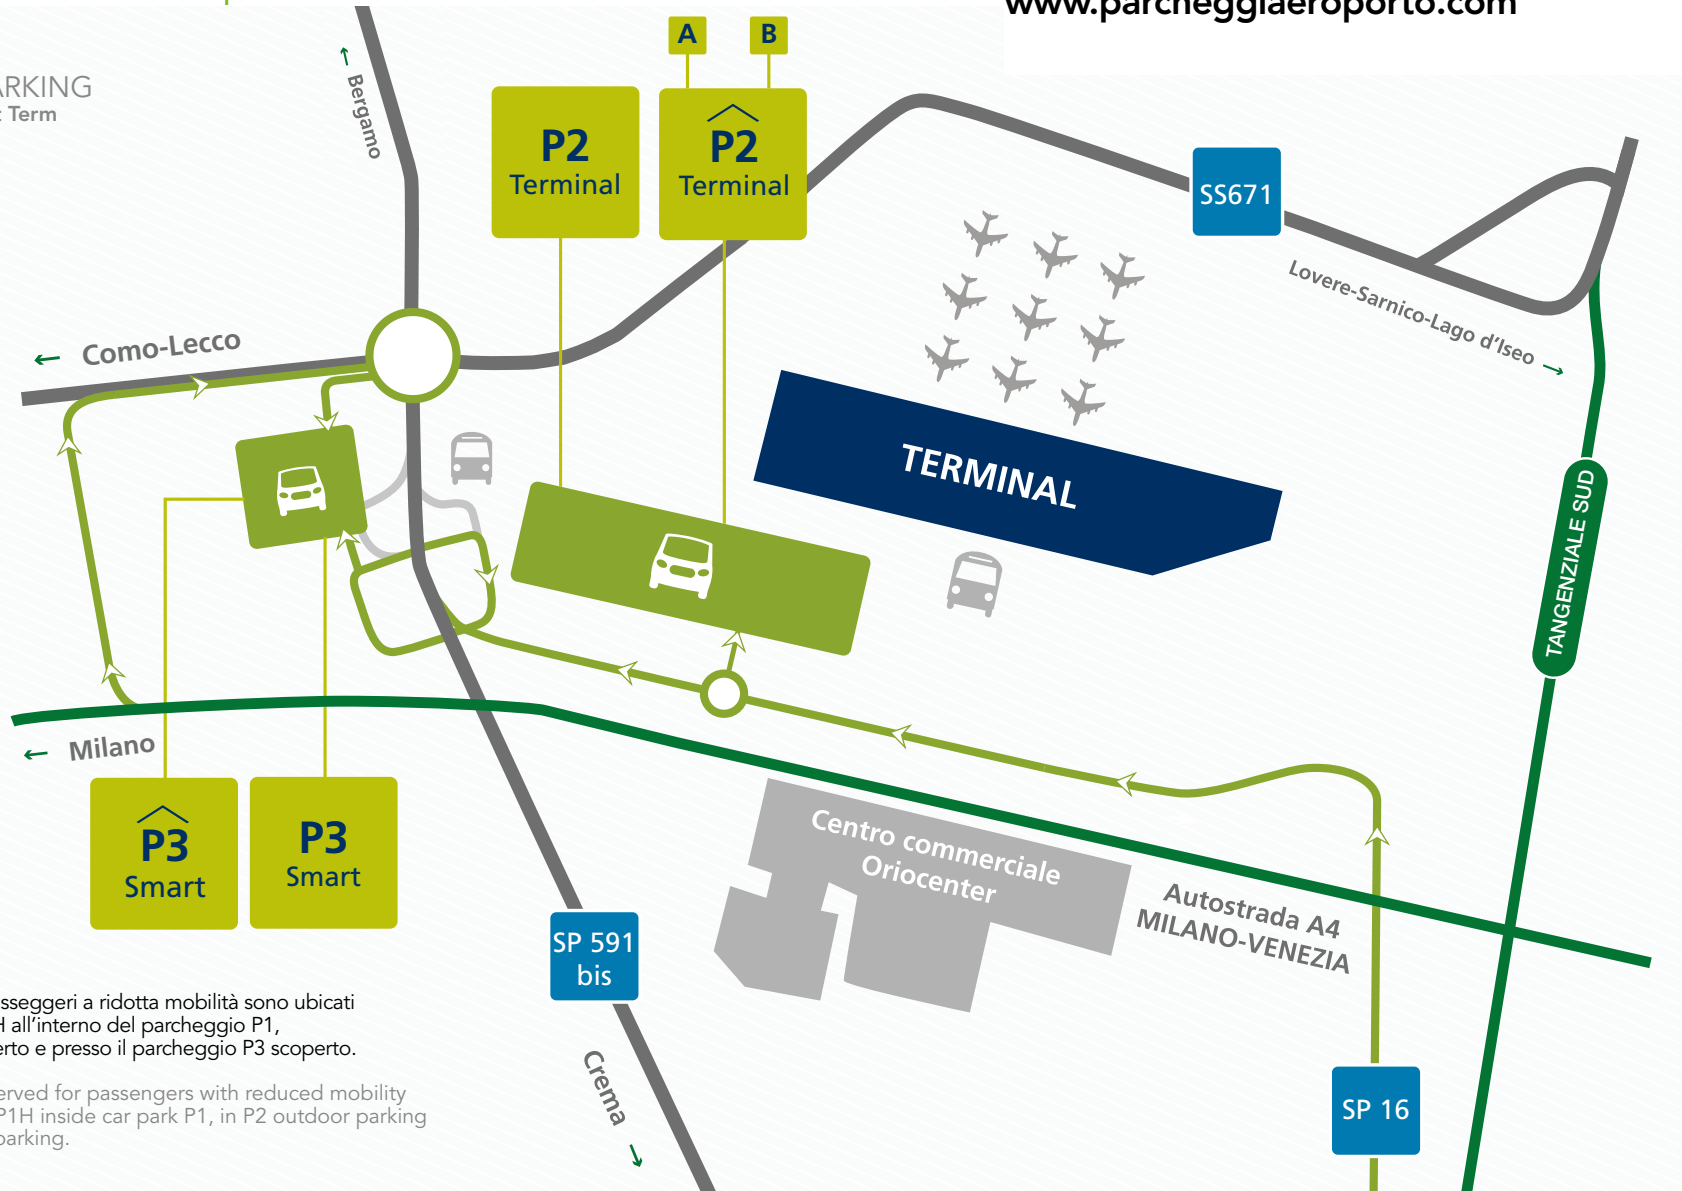 www.parcheggiaeroporto.com
A
B
ARKING
Term
Bergamo
P2
Terminal
P2
Terminal
SS671
Lovere-Sarnico-Lago d'Iseo
Como-Lecco
TERMINAL
TANGENZIALE SUD
Milano
P3
Smart
P3
Smart
Centro commerciale
Oriocenter
Autostrada A4
MILANO-VENEZIA
SP 591
bis
Crema
SP 16
sseggeri a ridotta mobilità sono ubicati
H all'interno del parcheggio P1,
erto e presso il parcheggio P3 scoperto.
erved for passengers with reduced mobility
P1H inside car park P1, in P2 outdoor parking
parking.